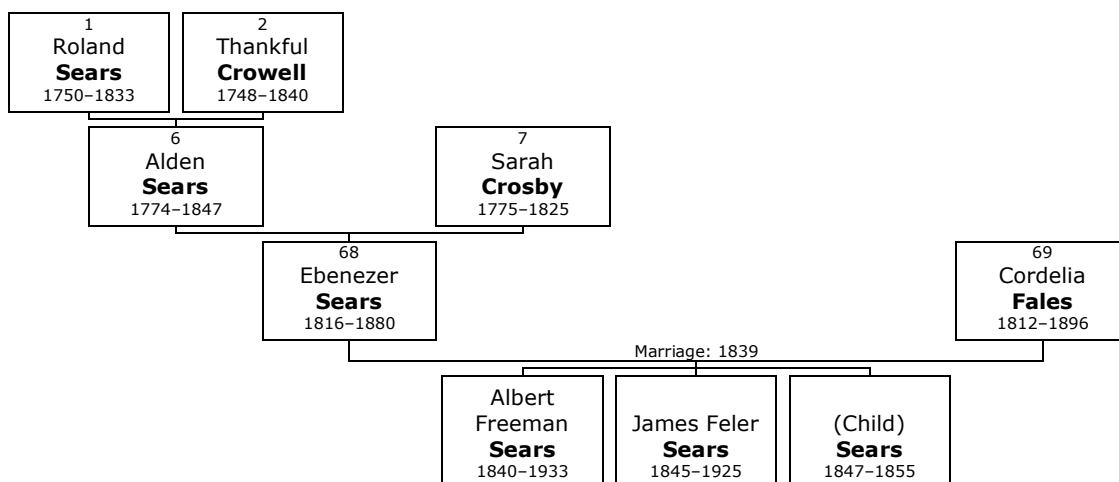 1
Roland
Sears
1750–1833
2
Thankful
Crowell
1748–1840
6
Alden
Sears
1774–1847
7
Sarah
Crosby
1775–1825
68
Ebenezer
Sears
1816–1880
69
Cordelia
Fales
1812–1896
Marriage: 1839
Albert
Freeman
Sears
1840–1933
James Feler
Sears
1845–1925
(Child)
Sears
1847–1855